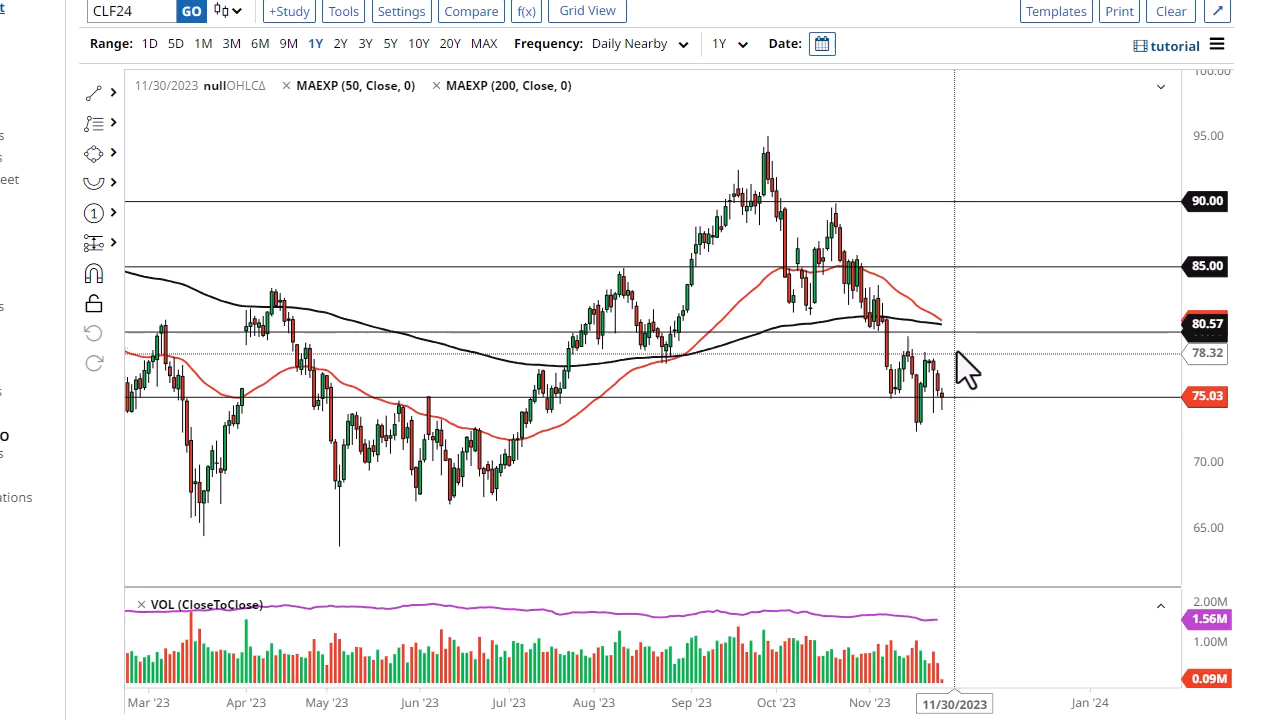 t
CLF24 GO +Study Tools Settings Compare f(x) Grid View Templates Print Clear
Range: 1D 5D 1M 3M 6M 9M 1Y 2Y 3Y 5Y 10Y 20Y MAX Frequency: Daily Nearby 1Y Date: tutorial
11/30/2023 nullOHLCΔ × MAEXP (50, Close, 0) × MAEXP (200, Close, 0)
100.00
s
95.00
s
eet
90.00
1
85.00
s
80.57
78.32
s
75.03
s
O
s
70.00
ations
65.00
× VOL (CloseToClose)
2.00M
1.56M
1.00M
0.09M
Mar '23 Apr '23 May '23 Jun '23 Jul '23 Aug '23 Sep '23 Oct '23 Nov '23 11/30/2023 Jan '24